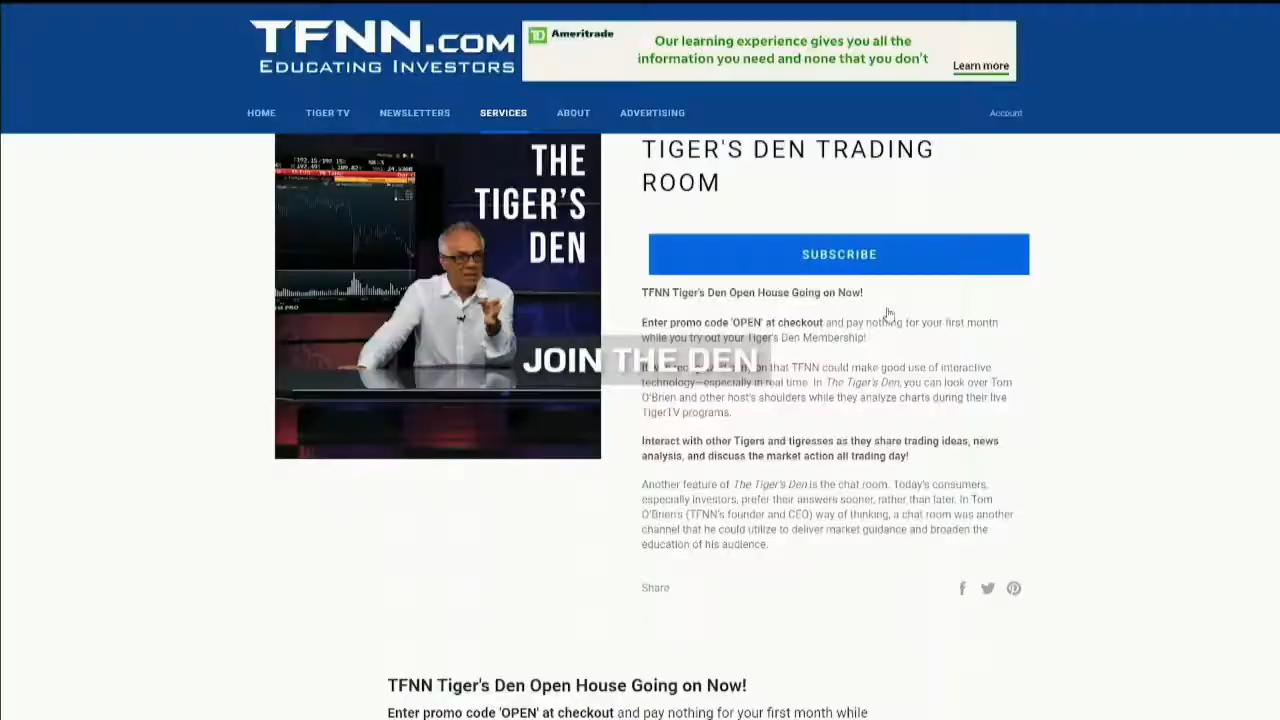 TFNN.COM
EDUCATING INVESTORS
Ameritrade
Our learning experience gives you all the
information you need and none that you don't
Learn more
HOME
TIGER TV
NEWSLETTERS
SERVICES
ABOUT
ADVERTISING
Account
THE
TIGER'S
DEN
TIGER'S DEN TRADING
ROOM
SUBSCRIBE
TFNN Tiger's Den Open House Going on Now!
Enter promo code 'OPEN' at checkout and pay nothing for your first month
while you try out your Tiger's Den Membership!
JOIN THE DEN
that TFNN could make good use of interactive
technology—especially in real time. In The Tiger's Den, you can look over Tom
O'Brien and other host's shoulders while they analyze charts during their live
TigerTV programs.
Interact with other Tigers and tigresses as they share trading ideas, news
analysis, and discuss the market action all trading day!
Another feature of The Tiger's Den is the chat room. Today's consumers,
especially investors, prefer their answers sooner, rather than later. In Tom
O'Brien's (TFNN's founder and CEO) way of thinking, a chat room was another
channel that he could utilize to deliver market guidance and broaden the
education of his audience.
Share
TFNN Tiger's Den Open House Going on Now!
Enter promo code 'OPEN' at checkout and pay nothing for your first month while